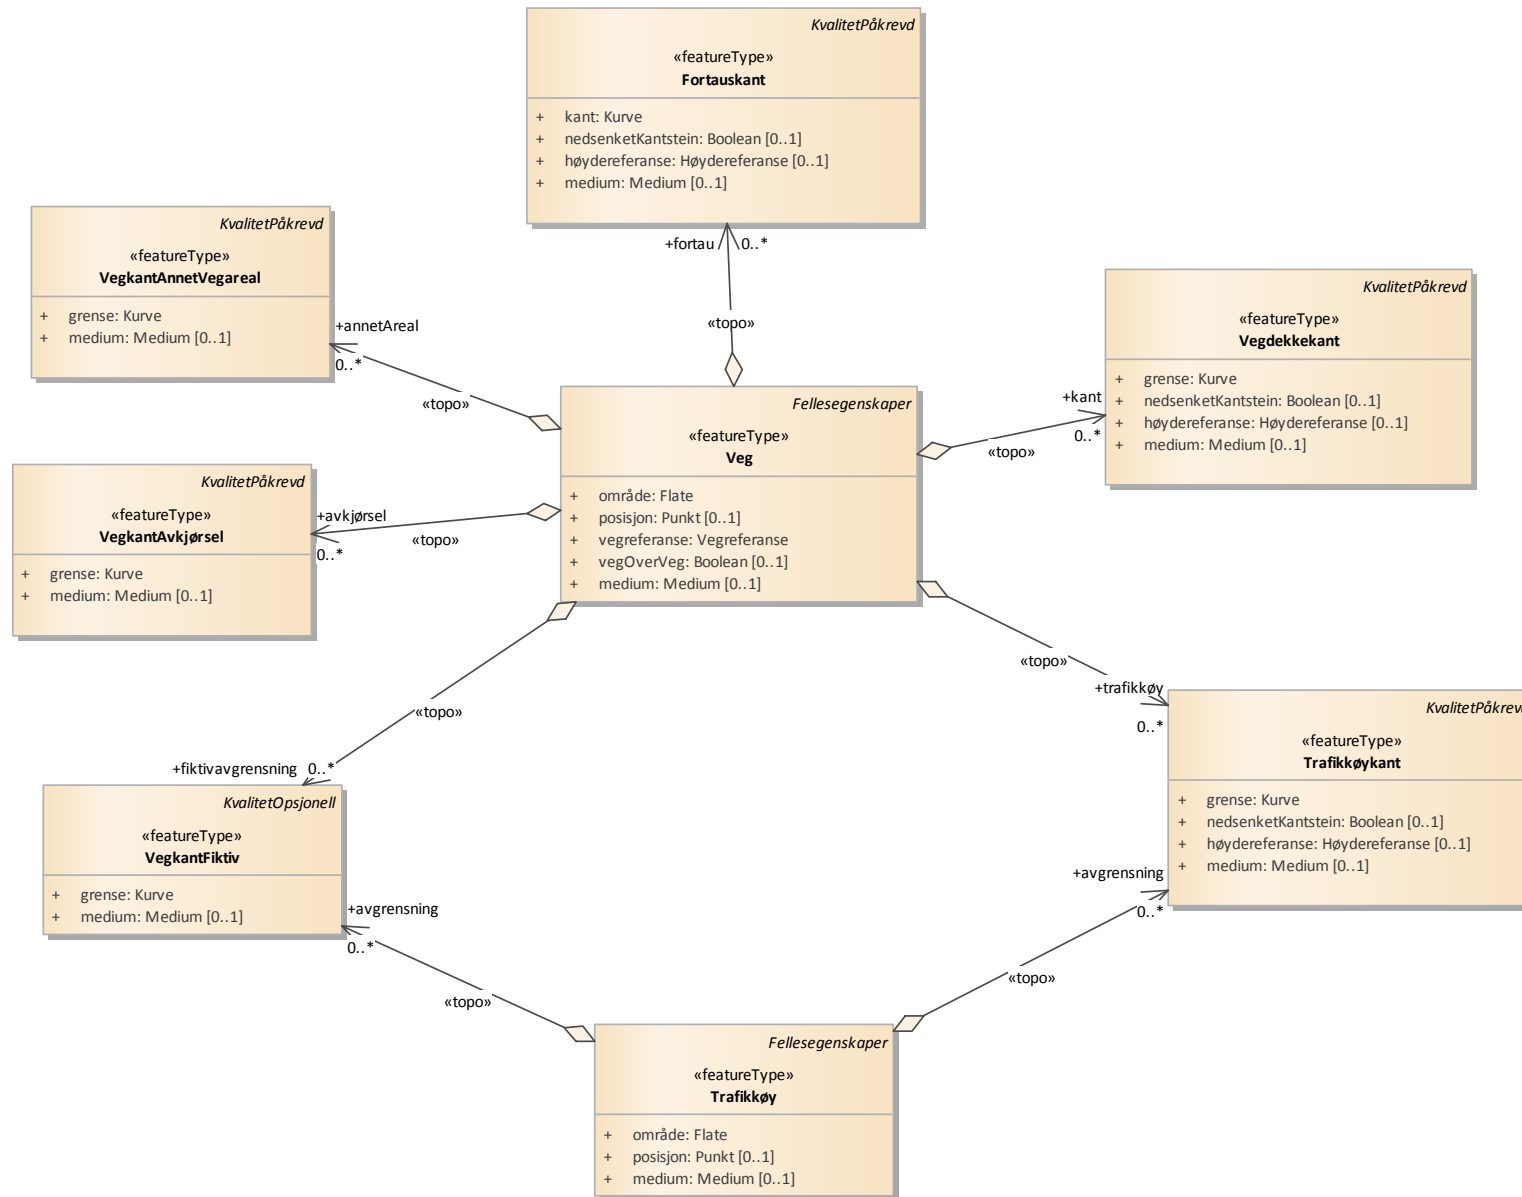 KvalitetPåkrevd
«featureType»
Fortauskant
+ kant: Kurve
+ nedsenketKantstein: Boolean [0..1]
+ høydereferanse: Høydereferanse [0..1]
+ medium: Medium [0..1]
+fortau 0..*
«topo»
KvalitetPåkrevd
«featureType»
VegkantAnnetVegareal
+ grense: Kurve
+ medium: Medium [0..1]
+annetAreal
0..*
«topo»
KvalitetPåkrevd
«featureType»
Vegdekkekant
+ grense: Kurve
+ nedsenketKantstein: Boolean [0..1]
+ høydereferanse: Høydereferanse [0..1]
+ medium: Medium [0..1]
+kant
0..*
«topo»
Fellesegenskaper
«featureType»
Veg
+ område: Flate
+ posisjon: Punkt [0..1]
+ vegreferanse: Vegreferanse
+ vegOverVeg: Boolean [0..1]
+ medium: Medium [0..1]
KvalitetPåkrevd
«featureType»
VegkantAvkjørsel
+ grense: Kurve
+ medium: Medium [0..1]
+avkjørsel
0..*
«topo»
«topo»
+trafikkøy
0..*
«topo»
+fiktivavgrensning 0..*
KvalitetPåkrev
«featureType»
Trafikkøykant
+ grense: Kurve
+ nedsenketKantstein: Boolean [0..1]
+ høydereferanse: Høydereferanse [0..1]
+ medium: Medium [0..1]
KvalitetOpsjonell
«featureType»
VegkantFiktiv
+ grense: Kurve
+ medium: Medium [0..1]
+avgrensning
0..*
«topo»
+avgrensning
0..*
«topo»
Fellesegenskaper
«featureType»
Trafikkøy
+ område: Flate
+ posisjon: Punkt [0..1]
+ medium: Medium [0..1]